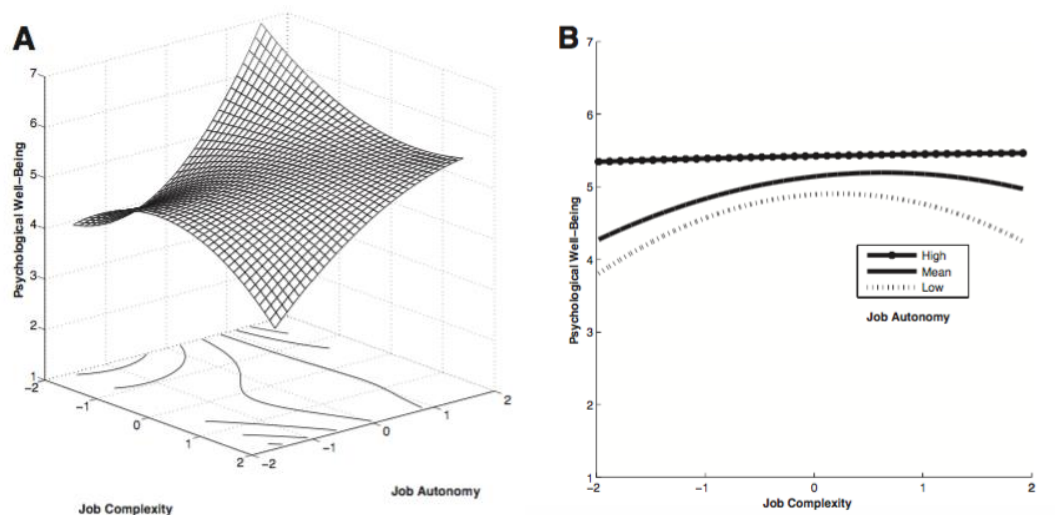 A
Psychological Well–Being
7
6
5
4
3
2
1
−2
−1
0
1
2
Job Complexity
−2
−1
0
1
2
Job Autonomy
B
Psychological Well–Being
7
6
5
4
3
2
1
−2
−1
0
1
2
Job Complexity
High
Mean
Low
Job Autonomy